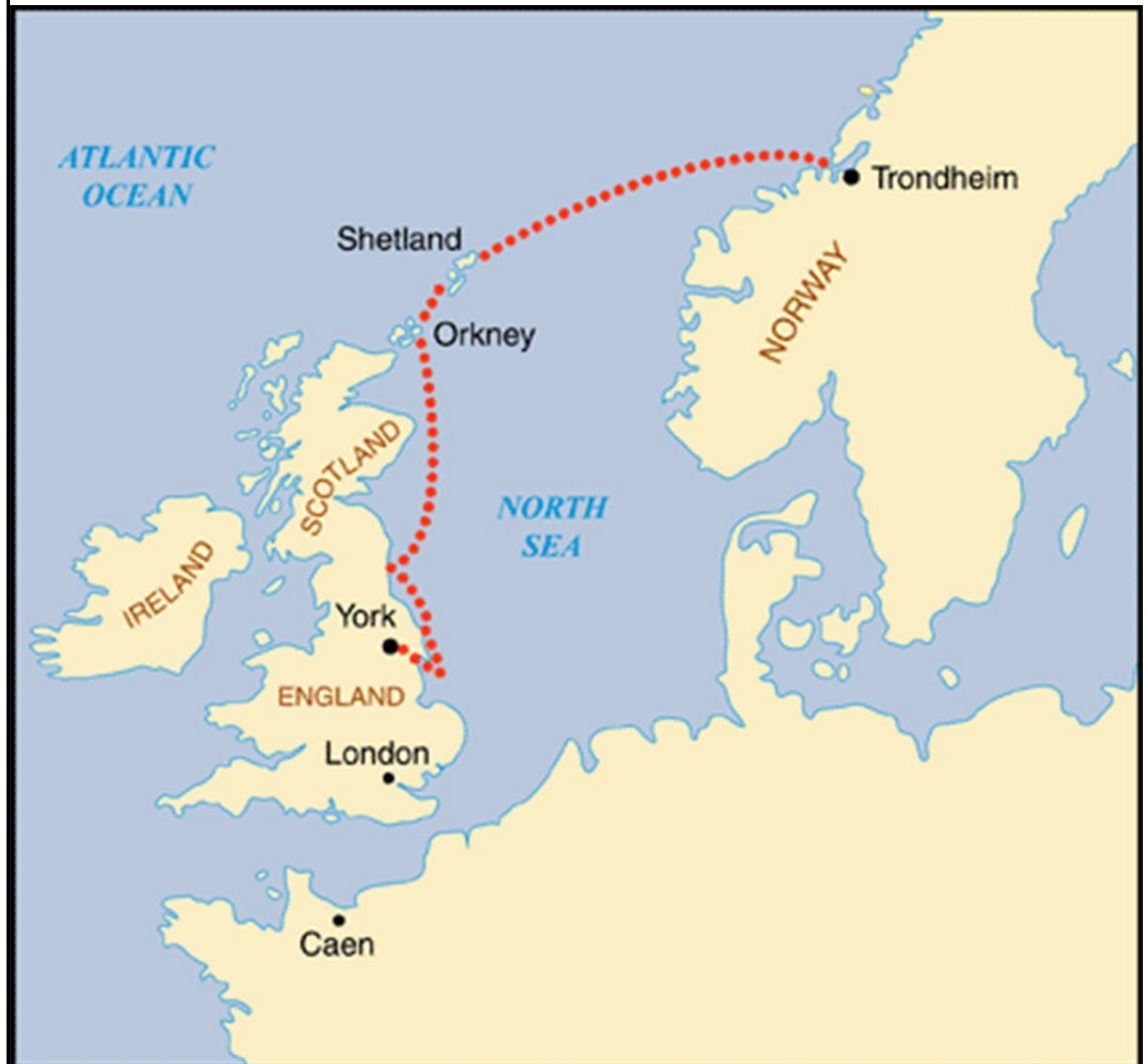 ATLANTIC
OCEAN
Trondheim
Shetland
NORWAY
Orkney
SCOTLAND
NORTH
SEA
IRELAND
York
ENGLAND
London
Caen